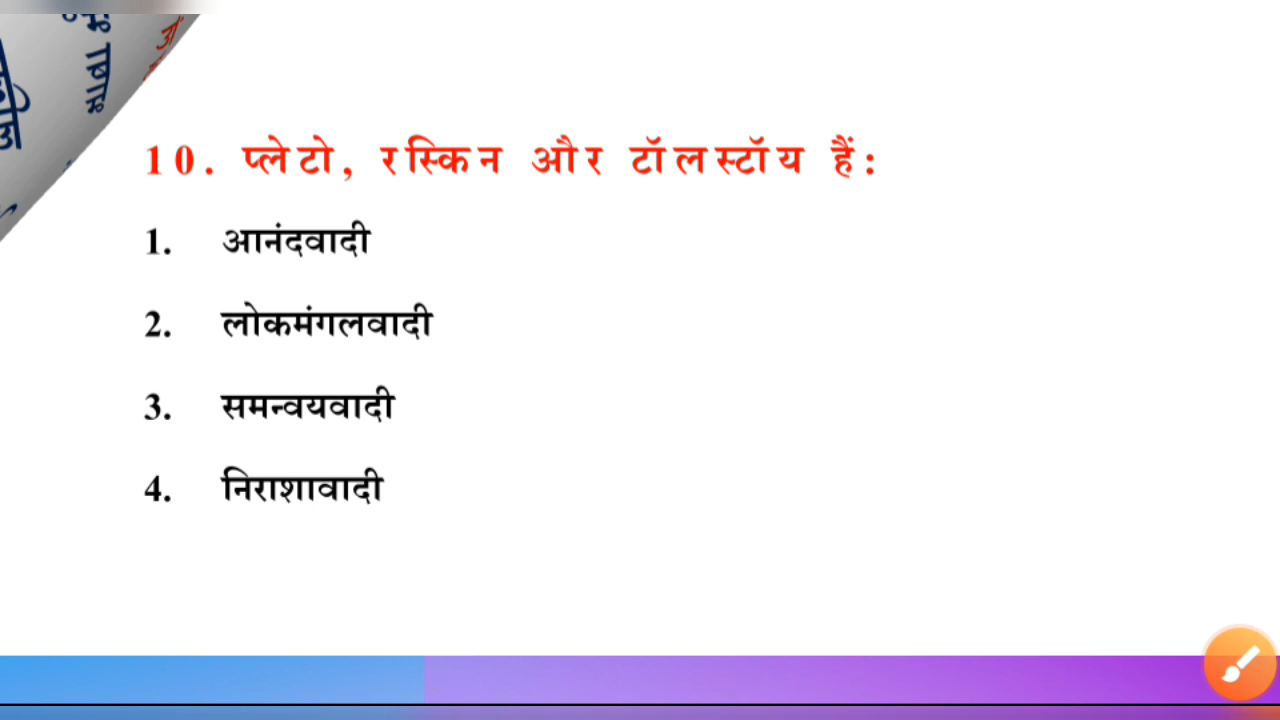 10. प्लेटो, रस्किन और टॉलस्टॉय हैं:
1. आनंदवादी
2. लोकमंगलवादी
3. समन्वयवादी
4. निराशावादी